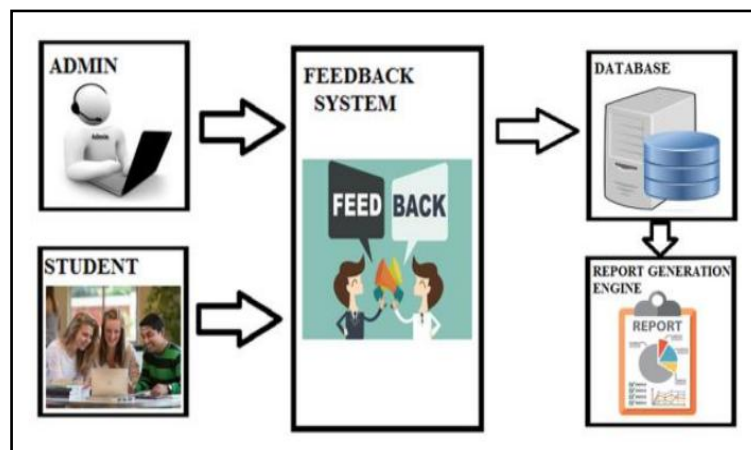 ADMIN
Admin
FEEDBACK
SYSTEM
FEED BACK
DATABASE
STUDENT
REPORT GENERATION
ENGINE
REPORT